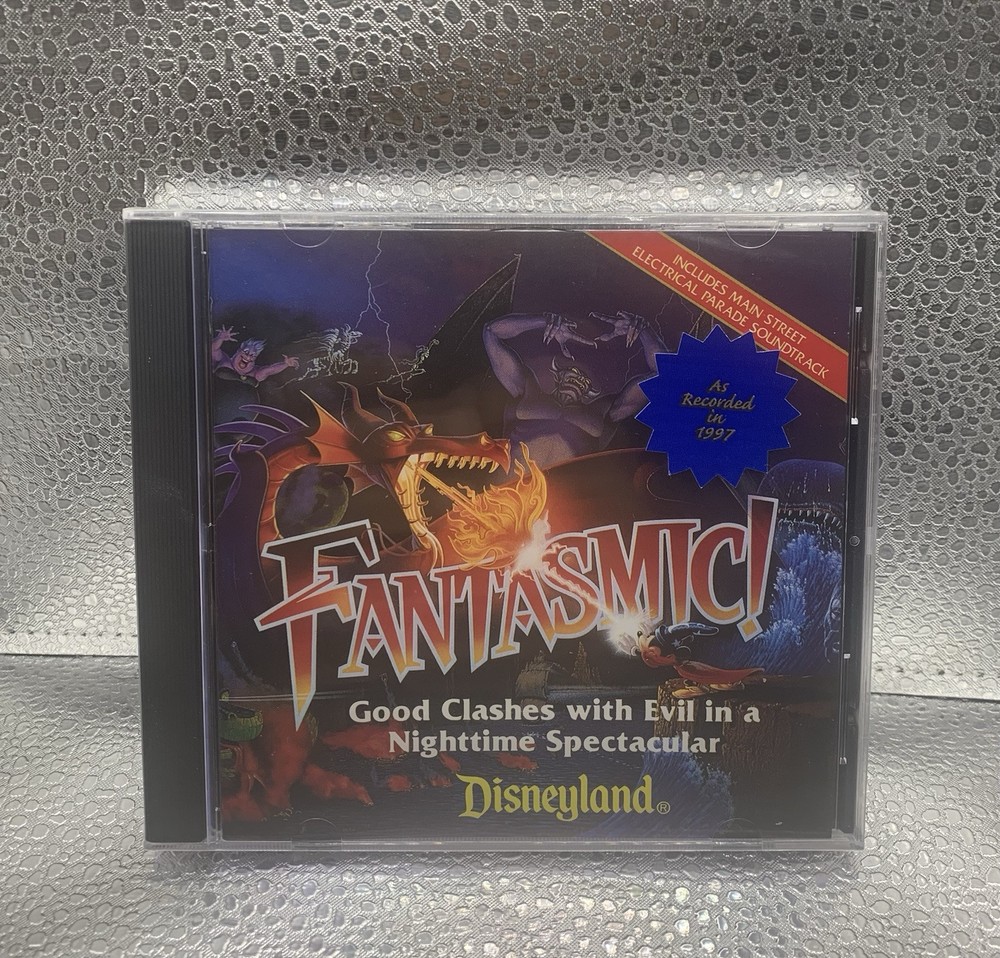 INCLUDES MAIN STREET
ELECTRICAL PARADE SOUNDTRACK
As
Recorded
in
1997
FANTASMIC!
Good Clashes with Evil in a
Nighttime Spectacular
Disneyland®